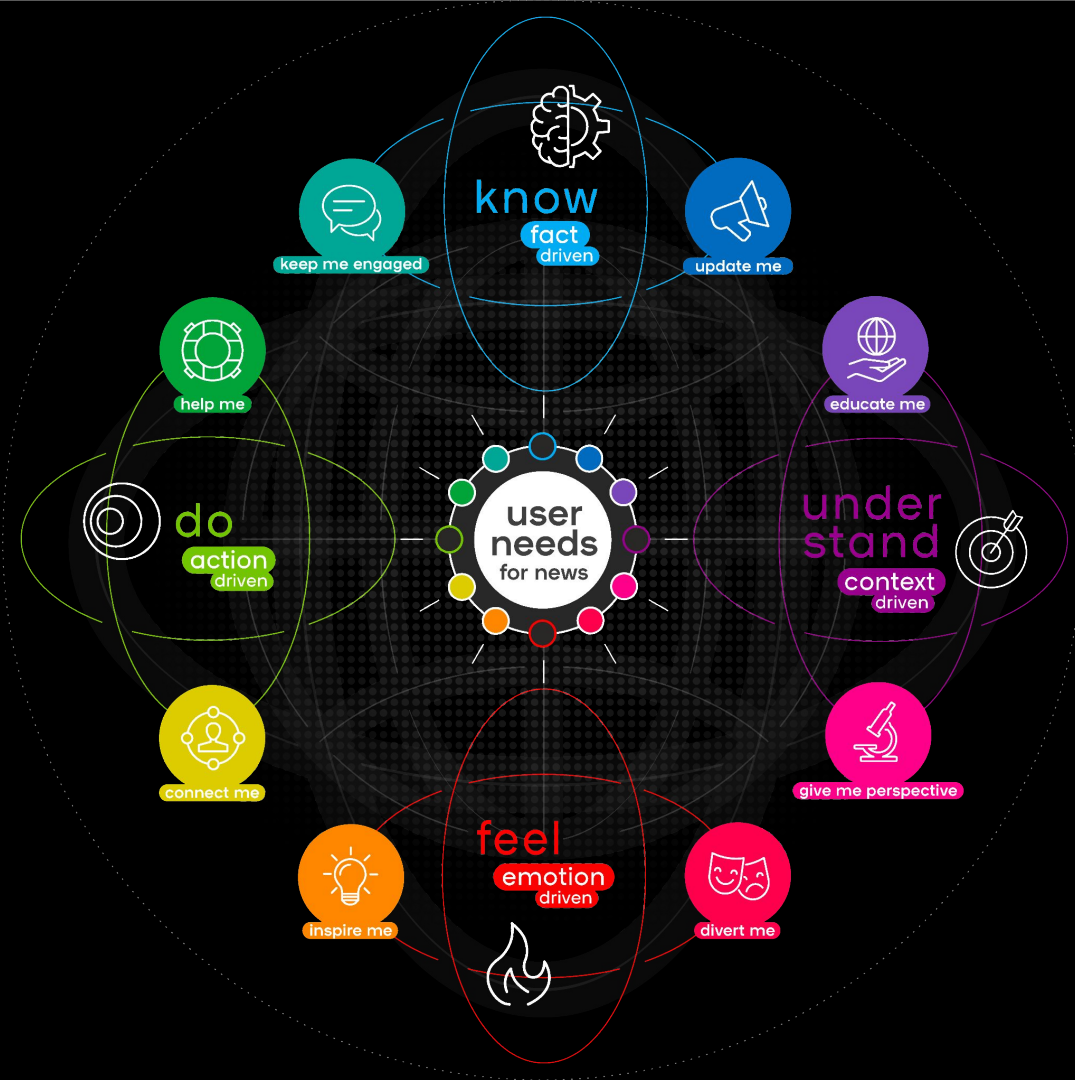 know
fact
driven
keep me engaged
update me
help me
educate me
do
action
driven
user
needs
for news
under
stand
context
driven
connect me
give me perspective
feel
emotion
driven
inspire me
divert me